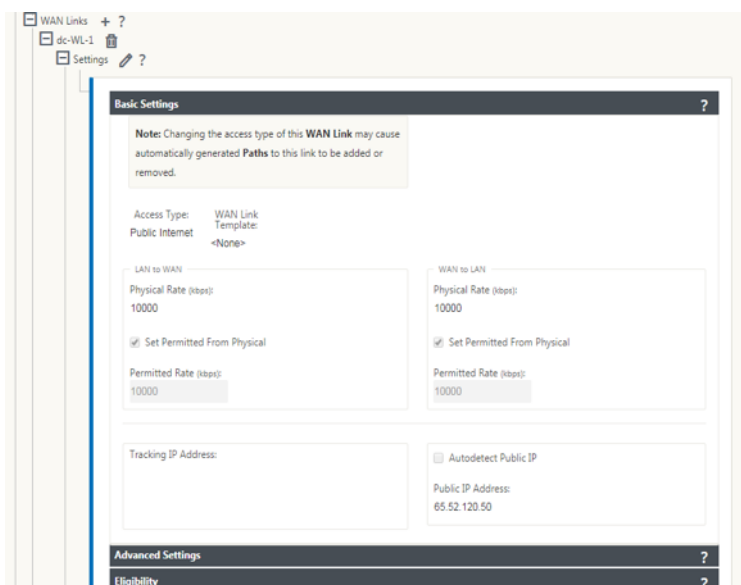 WAN Links + ?
dc-WL-1
Settings ?
Basic Settings ?
Note: Changing the access type of this WAN Link may cause
automatically generated Paths to this link to be added or
removed.
Access Type: WAN Link Template:
Public Internet <None>
LAN to WAN
Physical Rate (kbps):
10000
Set Permitted From Physical
Permitted Rate (kbps):
10000
WAN to LAN
Physical Rate (kbps):
10000
Set Permitted From Physical
Permitted Rate (kbps):
10000
Tracking IP Address:
Autodetect Public IP
Public IP Address:
65.52.120.50
Advanced Settings ?
Eligibility ?